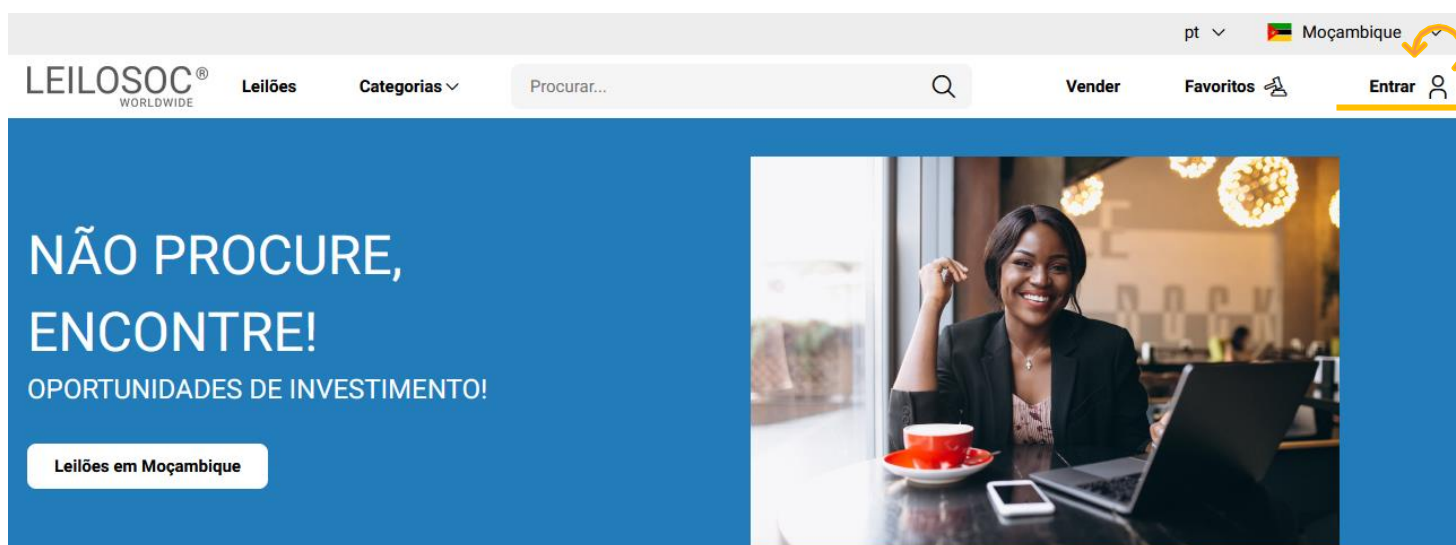 pt Moçambique
LEILOSOC®
WORLDWIDE
Leilões Categorias Procurar... Vender Favoritos Entrar
NÃO PROCURE,
ENCONTRE!
OPORTUNIDADES DE INVESTIMENTO!
Leilões em Moçambique